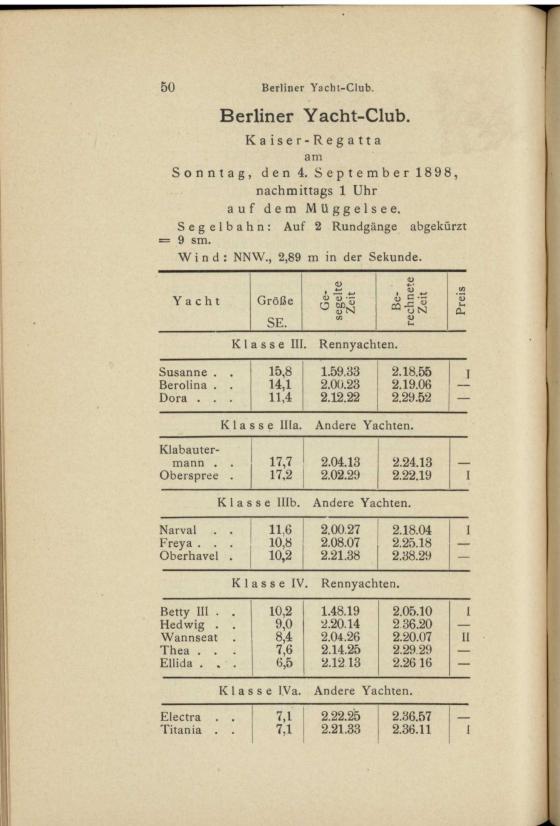 50 Berliner Yacht-Club.
Berliner Yacht-Club.
Kaiser-Regatta
am
Sonntag, den 4. September 1898,
nachmittags 1 Uhr
auf dem Müggelsee.
Segelbahn: Auf 2 Rundgänge abgekürzt
= 9 sm.
Wind: NNW., 2,89 m in der Sekunde.
Yacht Größe SE. Ge-segelte Zeit Be-rechnete Zeit Preis
Klasse III. Rennyachten.
Susanne . . 15,8 1.59.33 2.18.55 I
Berolina . . 14,1 2.00.23 2.19.06 —
Dora . . . 11,4 2.12.22 2.29.52 —
Klasse IIIa. Andere Yachten.
Klabauter-
mann . . 17,7 2.04.13 2.24.13 —
Oberspree . 17,2 2.02.29 2.22.19 I
Klasse IIIb. Andere Yachten.
Narval . . 11,6 2.00.27 2.18.04 I
Freya . . . 10,8 2.08.07 2.25.18 —
Oberhavel . 10,2 2.21.38 2.38.29 —
Klasse IV. Rennyachten.
Betty III . . 10,2 1.48.19 2.05.10 I
Hedwig . . 9,0 2.20.14 2 36.20 —
Wannseat . 8,4 2.04.26 2.20.07 II
Thea . . . 7,6 2.14.25 2.29.29 —
Ellida . . . 6,5 2.12 13 2.26 16 —
Klasse IVa. Andere Yachten.
Electra . . 7,1 2.22.25 2.36.57 —
Titania . . 7,1 2.21.33 2.36.11 I